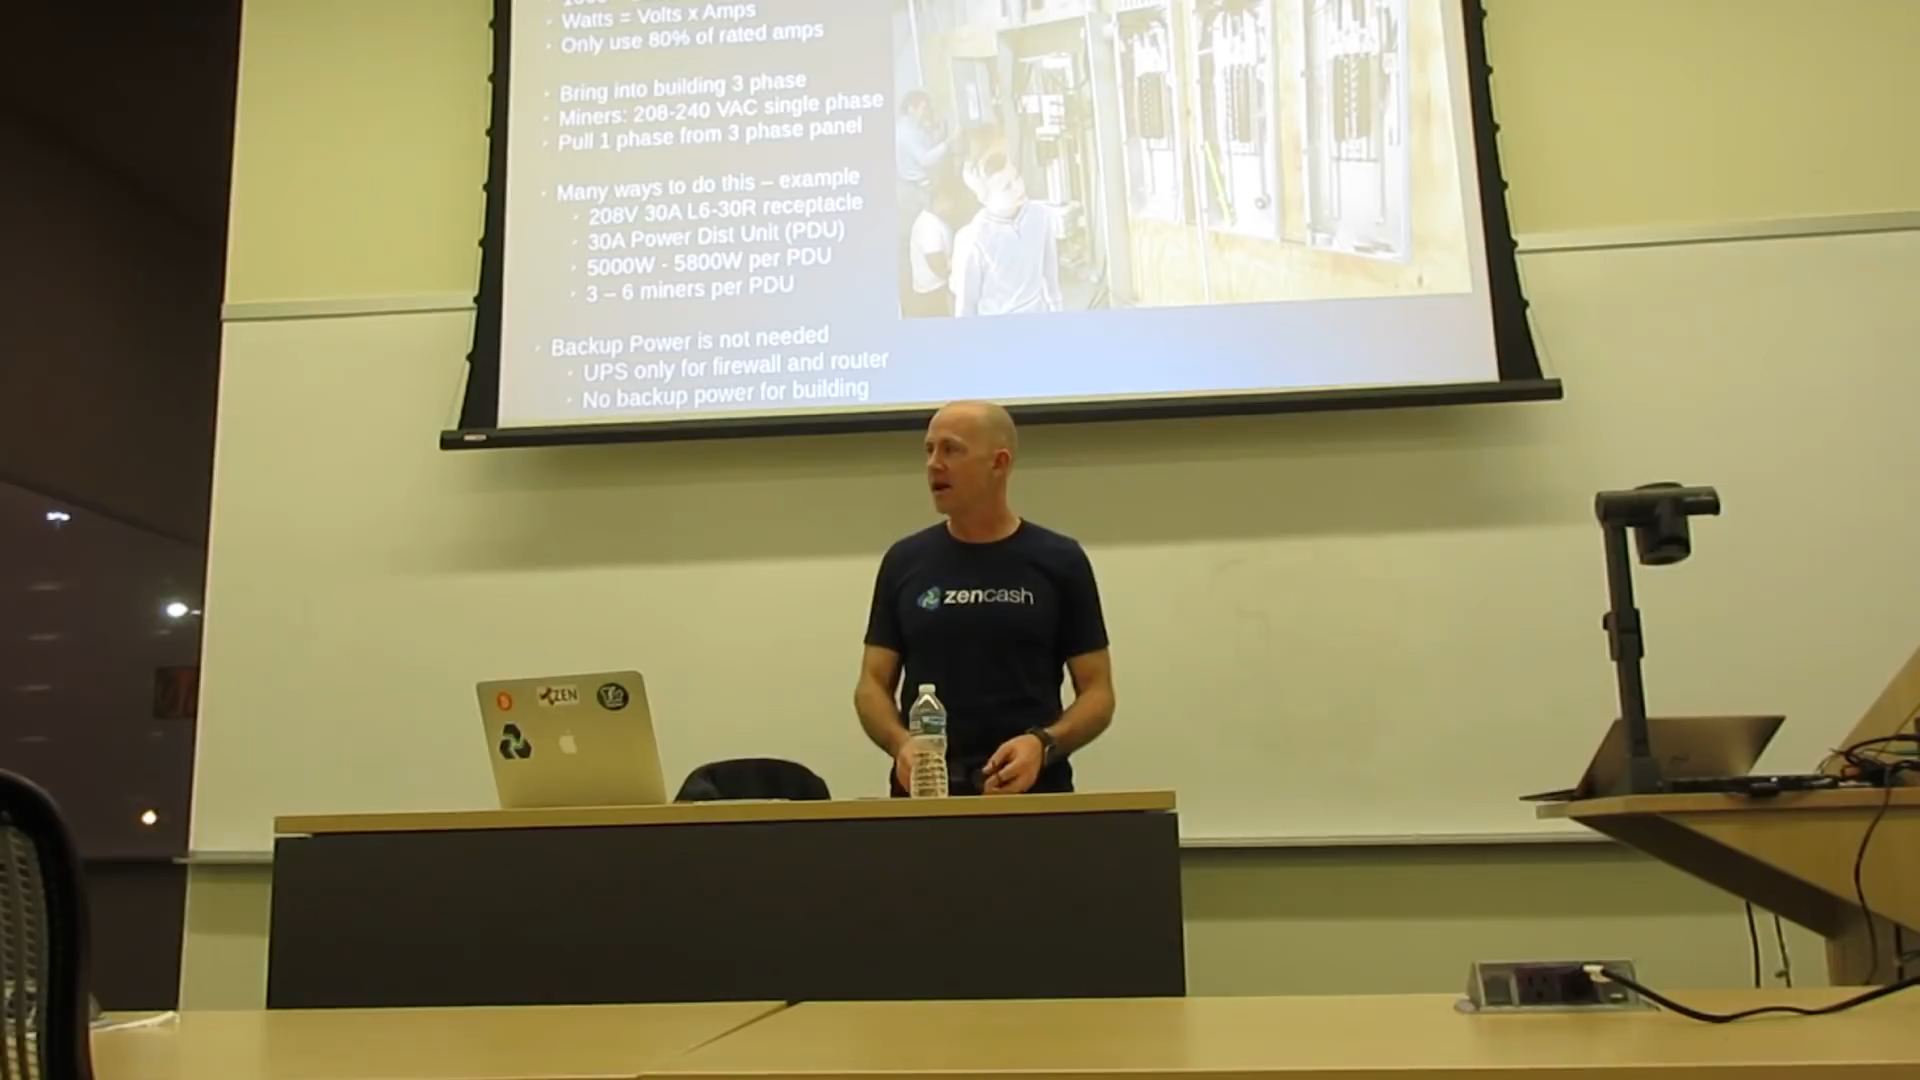 Watts = Volts x Amps
Only use 80% of rated amps
Bring into building 3 phase
Miners: 208-240 VAC single phase
Pull 1 phase from 3 phase panel
Many ways to do this – example
208V 30A L6-30R receptacle
30A Power Dist Unit (PDU)
5000W - 5800W per PDU
3 – 6 miners per PDU
Backup Power is not needed
UPS only for firewall and router
No backup power for building
zencash
ZEN